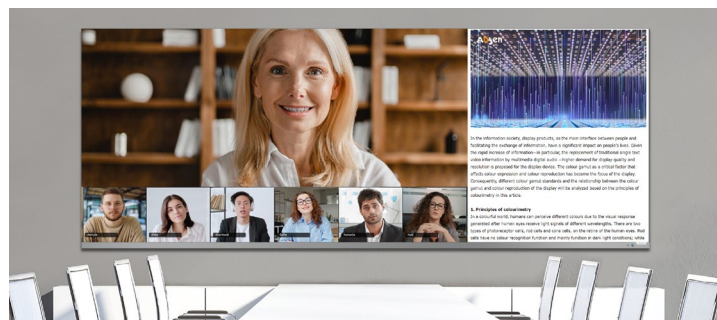 Absen
In the information society, display products, as the main interface between people and
facilitating the exchange of information, have a significant impact on people's lives. Given
the rapid increase of information—in particular, the replacement of traditional single text
video information by multimedia digital audio —higher demand for display quality and
resolution is proposed for the display device. The colour gamut as a critical factor that
affects colour expression and colour reproduction has become the focus of the display.
Consequently, different colour gamut standards and the relationship between the colour
gamut and colour reproduction of the display will be analyzed based on the principles of
colourimetry in this article.
1. Principles of colourimetry
In a colourful world, humans can perceive different colours due to the visual response
generated after human eyes receive light signals of different wavelengths. There are two
types of photoreceptor cells, rod cells and cone cells, on the retina of the human eyes. Rod
cells have no colour recognition function and mainly function in dark light conditions; while